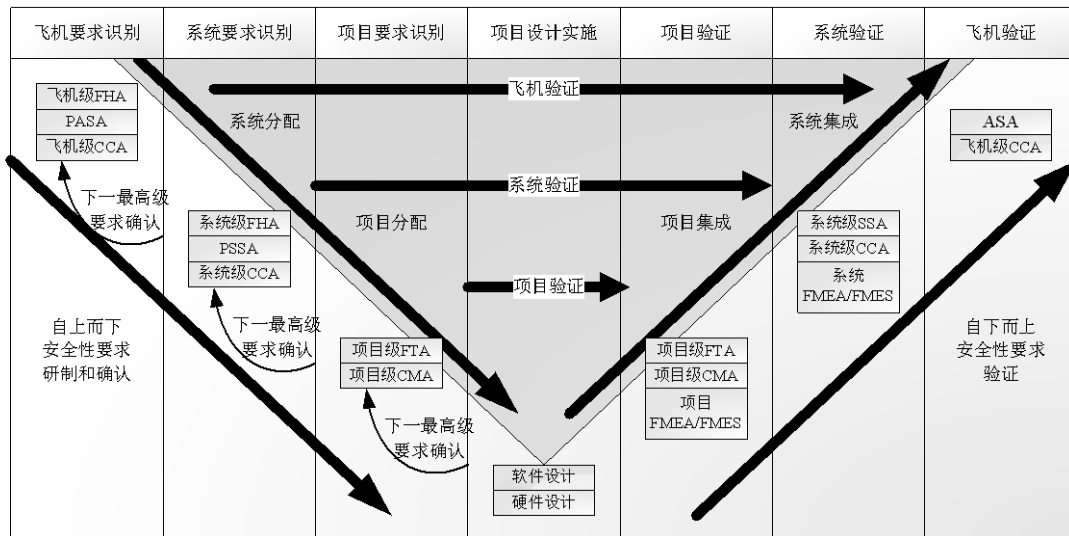 飞机要求识别
系统要求识别
项目要求识别
项目设计实施
项目验证
系统验证
飞机验证
飞机级FHA
PASA
飞机级CCA
飞机验证
系统分配
系统集成
ASA
飞机级CCA
下一最高级
要求确认
系统验证
系统级FHA
PSSA
系统级CCA
项目分配
项目集成
系统级SSA
系统级CCA
系统
FMEA/FMES
项目验证
下一最高级
要求确认
自上而下
安全性要求
研制和确认
项目级FTA
项目级CMA
项目级FTA
项目级CMA
项目
FMEA/FMES
自下而上
安全性要求
验证
下一最高级
要求确认
软件设计
硬件设计